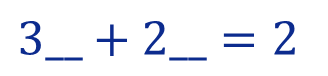 3__ + 2__ = 2